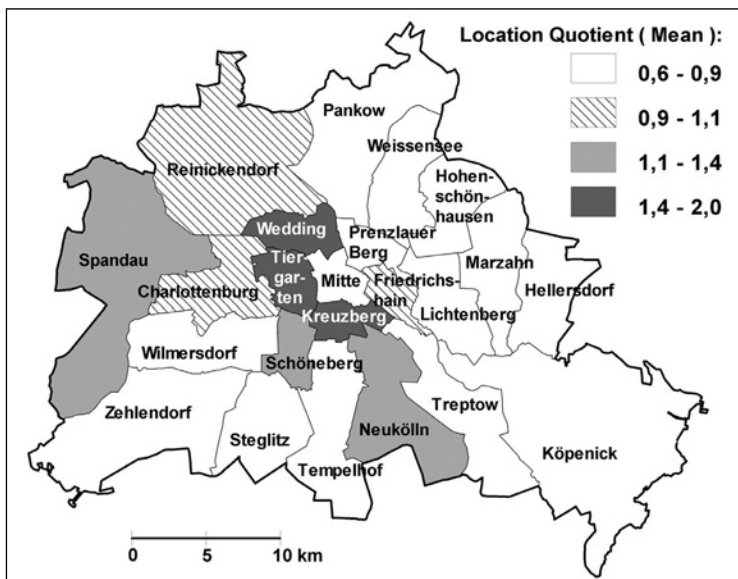 Location Quotient ( Mean ):
0,6 - 0,9
0,9 - 1,1
1,1 - 1,4
1,4 - 2,0
Pankow
Weissensee
Reinickendorf
Hohen-
schön-
hausen
Wedding
Prenzlauer
Berg
Spandau
Tier-
gar-
ten
Mitte
Marzahn
Charlottenburg
Friedrichs-
hain
Hellersdorf
Kreuzberg
Lichtenberg
Wilmersdorf
Schöneberg
Zehlendorf
Treptow
Steglitz
Neukölln
Köpenick
Tempelhof
0 5 10 km